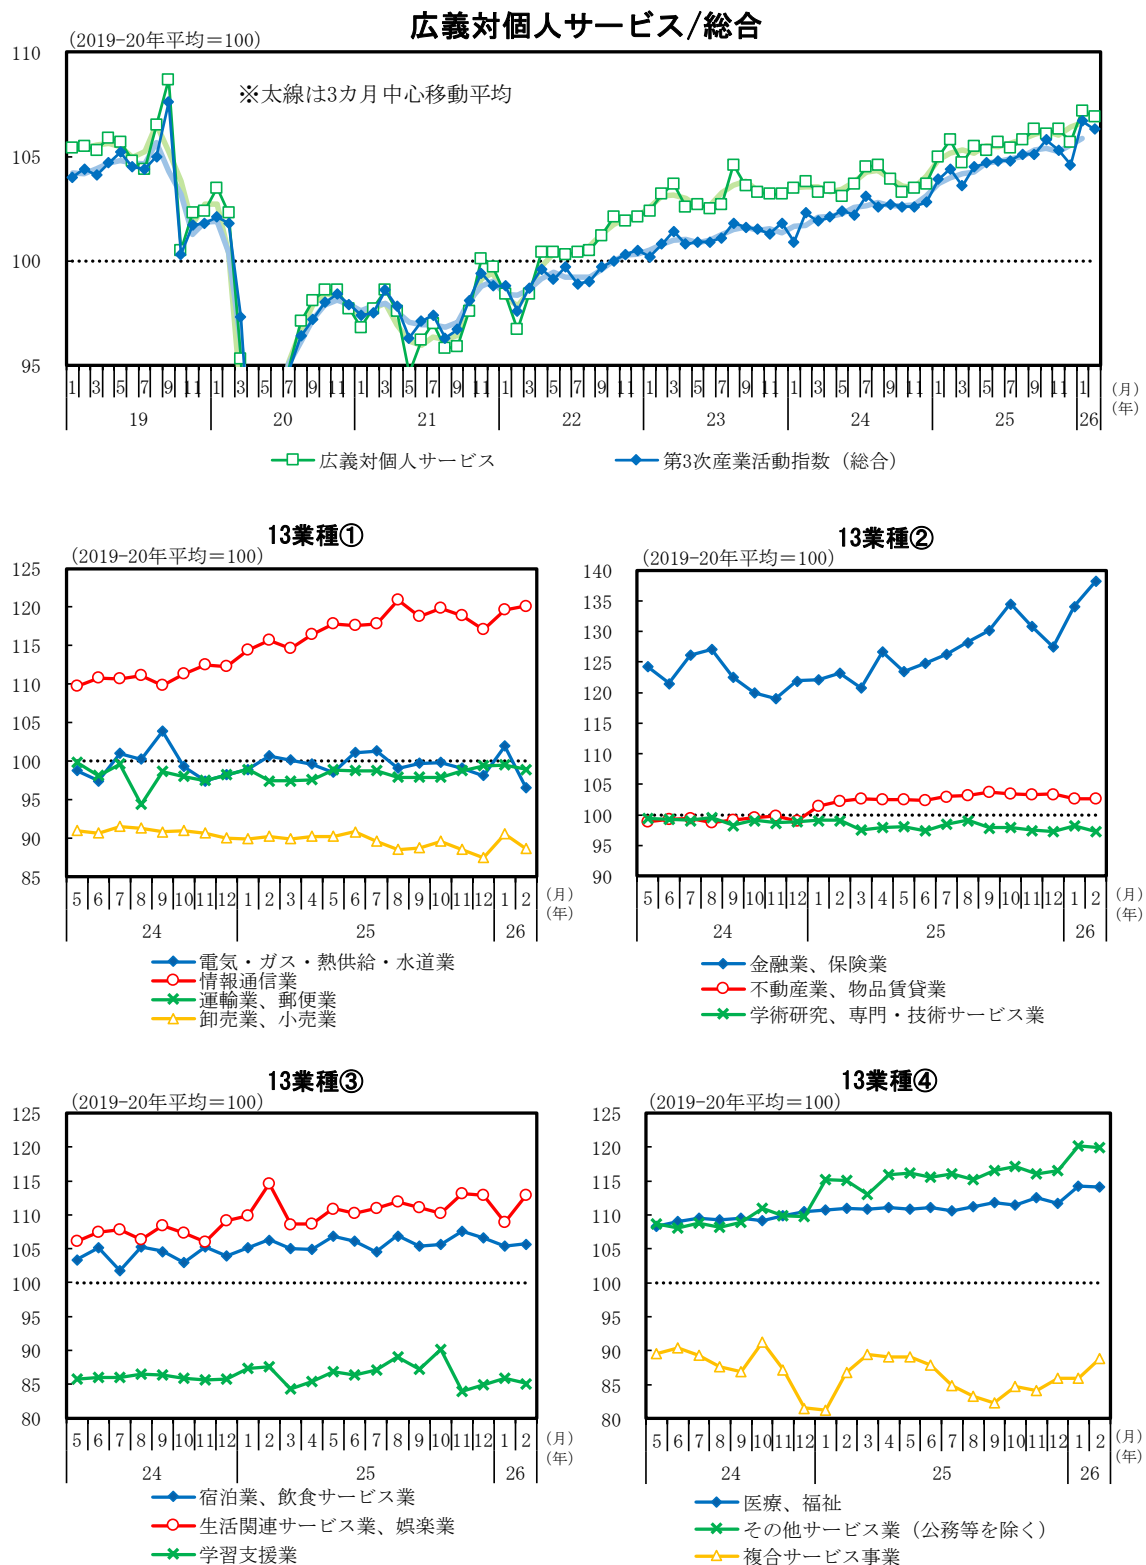 広義対個人サービス/総合
(2019-20年平均＝100)
※太線は3カ月中心移動平均
110
105
100
95
1 3 5 7 9 11 1 3 5 7 9 11 1 3 5 7 9 11 1 3 5 7 9 11 1 3 5 7 9 11 1 3 5 7 9 11 1 3 5 7 9 11 1 (月)
19 20 21 22 23 24 25 26 (年)
広義対個人サービス 第3次産業活動指数（総合）
13業種①
(2019-20年平均＝100)
125
120
115
110
105
100
95
90
85
5 6 7 8 9 10 11 12 1 2 3 4 5 6 7 8 9 10 11 12 1 2 (月)
24 25 26 (年)
電気・ガス・熱供給・水道業
情報通信業
運輸業、郵便業
卸売業、小売業
13業種②
(2019-20年平均＝100)
140
135
130
125
120
115
110
105
100
95
90
5 6 7 8 9 10 11 12 1 2 3 4 5 6 7 8 9 10 11 12 1 2 (月)
24 25 26 (年)
金融業、保険業
不動産業、物品賃貸業
学術研究、専門・技術サービス業
13業種③
(2019-20年平均＝100)
125
120
115
110
105
100
95
90
85
80
5 6 7 8 9 10 11 12 1 2 3 4 5 6 7 8 9 10 11 12 1 2 (月)
24 25 26 (年)
宿泊業、飲食サービス業
生活関連サービス業、娯楽業
学習支援業
13業種④
(2019-20年平均＝100)
125
120
115
110
105
100
95
90
85
80
5 6 7 8 9 10 11 12 1 2 3 4 5 6 7 8 9 10 11 12 1 2 (月)
24 25 26 (年)
医療、福祉
その他サービス業（公務等を除く）
複合サービス事業